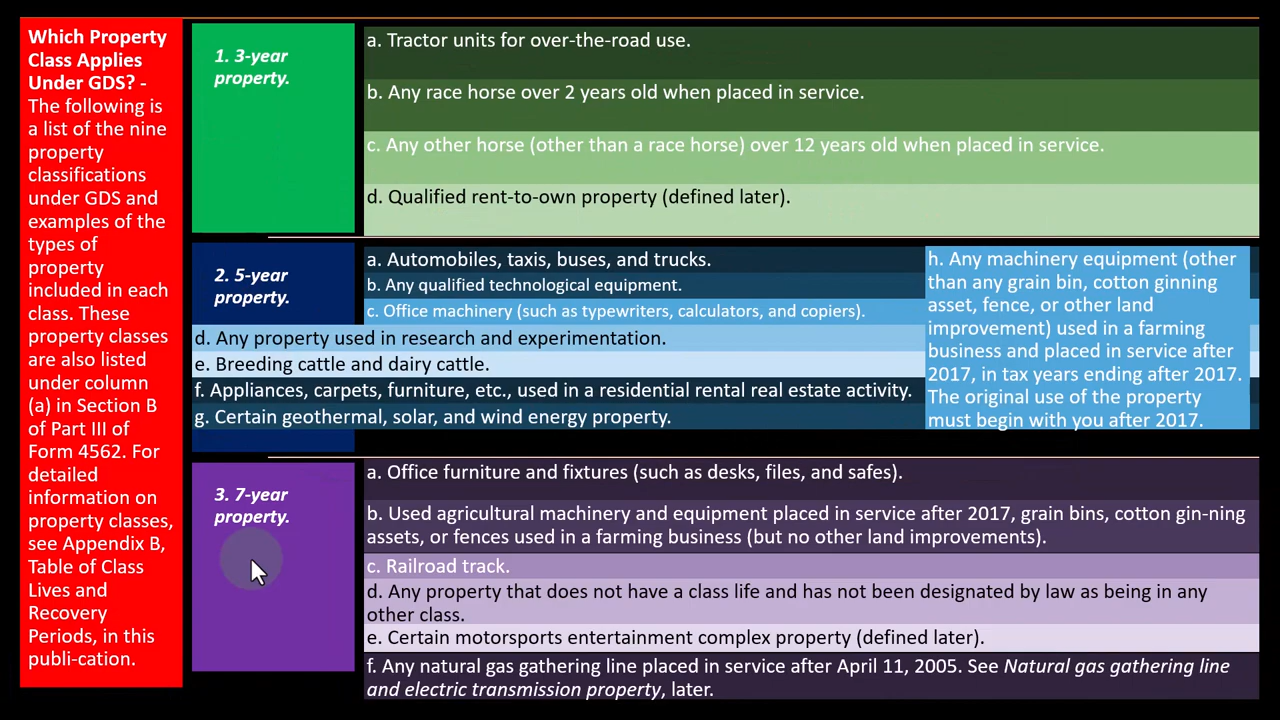 Which Property
Class Applies
Under GDS? -
The following is
a list of the nine
property
classifications
under GDS and
examples of the
types of
property
included in each
class. These
property classes
are also listed
under column
(a) in Section B
of Part III of
Form 4562. For
detailed
information on
property classes,
see Appendix B,
Table of Class
Lives and
Recovery
Periods, in this
publi-cation.
1. 3-year
property.
a. Tractor units for over-the-road use.
b. Any race horse over 2 years old when placed in service.
c. Any other horse (other than a race horse) over 12 years old when placed in service.
d. Qualified rent-to-own property (defined later).
2. 5-year
property.
a. Automobiles, taxis, buses, and trucks.
b. Any qualified technological equipment.
c. Office machinery (such as typewriters, calculators, and copiers).
d. Any property used in research and experimentation.
e. Breeding cattle and dairy cattle.
f. Appliances, carpets, furniture, etc., used in a residential rental real estate activity.
g. Certain geothermal, solar, and wind energy property.
h. Any machinery equipment (other
than any grain bin, cotton ginning
asset, fence, or other land
improvement) used in a farming
business and placed in service after
2017, in tax years ending after 2017.
The original use of the property
must begin with you after 2017.
3. 7-year
property.
a. Office furniture and fixtures (such as desks, files, and safes).
b. Used agricultural machinery and equipment placed in service after 2017, grain bins, cotton gin-ning
assets, or fences used in a farming business (but no other land improvements).
c. Railroad track.
d. Any property that does not have a class life and has not been designated by law as being in any
other class.
e. Certain motorsports entertainment complex property (defined later).
f. Any natural gas gathering line placed in service after April 11, 2005. See Natural gas gathering line
and electric transmission property, later.